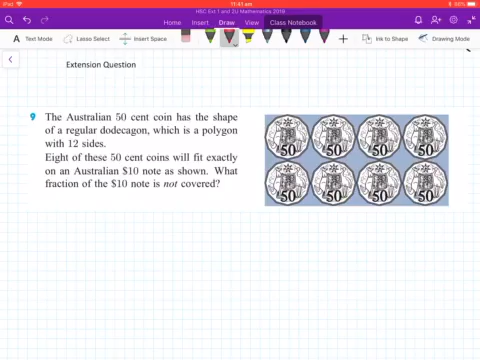 iPad
11:43 am
80%
HSC Ext 1 and 2U Mathematics 2019
Home Insert Draw View Class Notebook
A Text Mode Lasso Select Insert Space Ink to Shape Drawing Mode
Extension Question
9 The Australian 50 cent coin has the shape
of a regular dodecagon, which is a polygon
with 12 sides.
Eight of these 50 cent coins will fit exactly
on an Australian $10 note as shown. What
fraction of the $10 note is not covered?
50 50 50 50
50 50 50 50